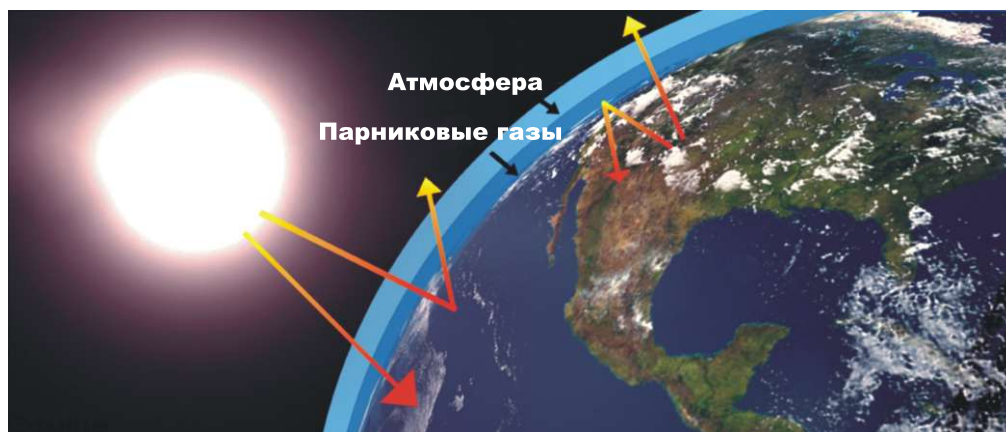 Атмосфера
Парниковые газы